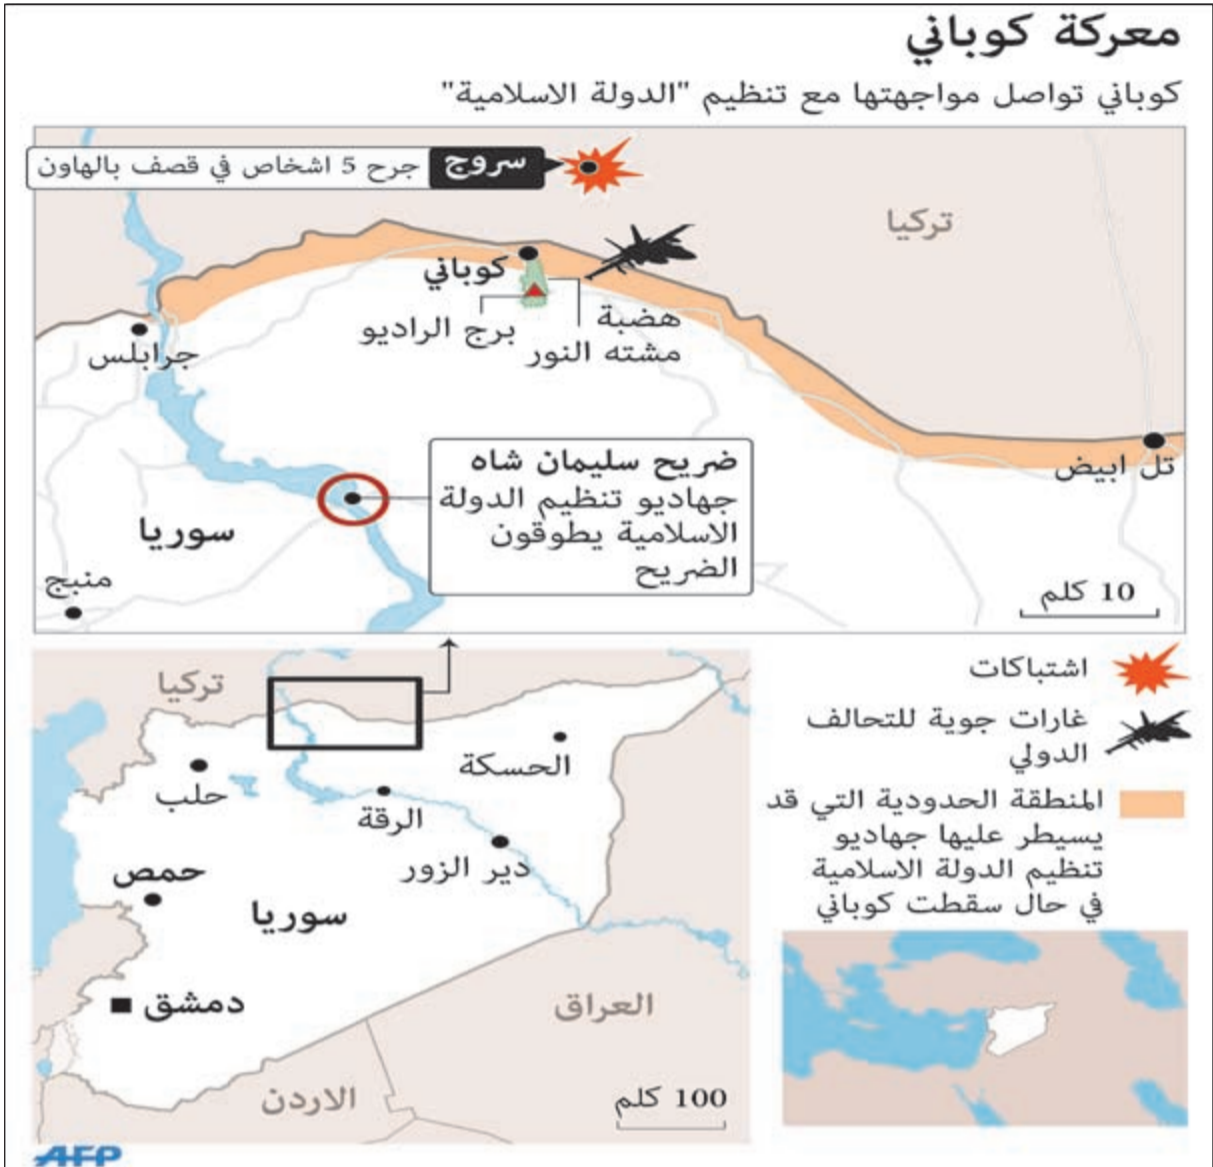 معركة كوباني
كوباني تواصل مواجهتها مع تنظيم "الدولة الاسلامية"
سروج
جرح 5 اشخاص في قصف بالهاون
تركيا
كوباني
برج الراديو
هضبة
مشته النور
جرابلس
تل ابيض
ضريح سليمان شاه
جهاديو تنظيم الدولة
الاسلامية يطوقون
الضريح
سوريا
منبج
10 كلم
اشتباكات
غارات جوية للتحالف
الدولي
المنطقة الحدودية التي قد
يسيطر عليها جهاديو
تنظيم الدولة الاسلامية
في حال سقطت كوباني
تركيا
الحسكة
حلب
الرقة
دير الزور
حمص
سوريا
دمشق
العراق
الاردن
100 كلم
AFP